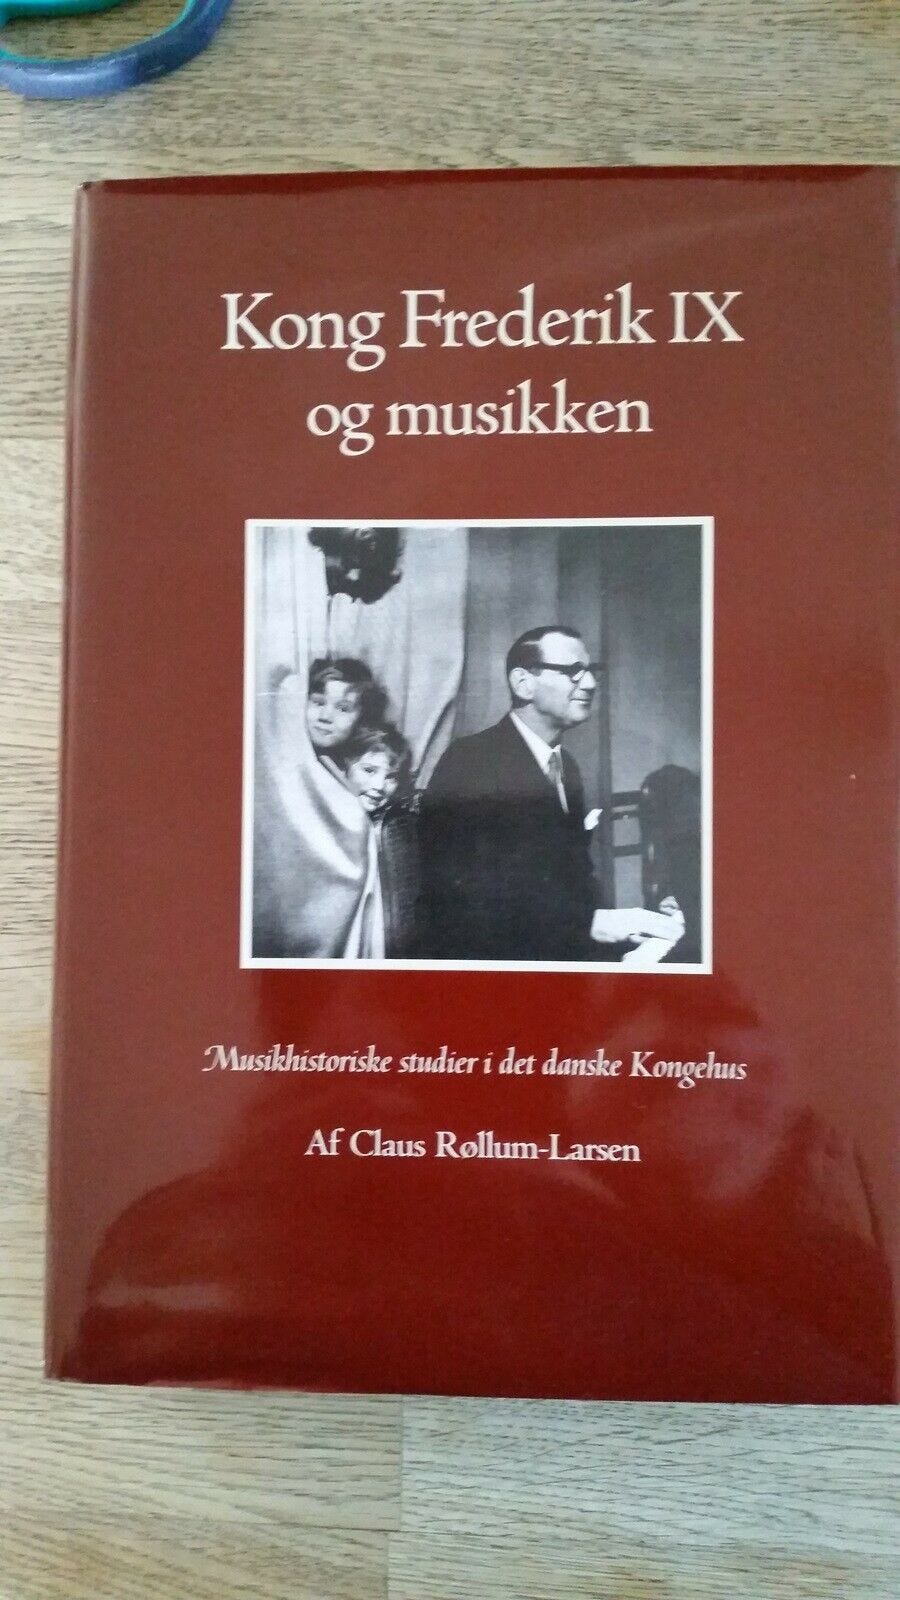 Kong Frederik IX
og musikken
Musikhistoriske studier i det danske Kongehus
Af Claus Røllum-Larsen